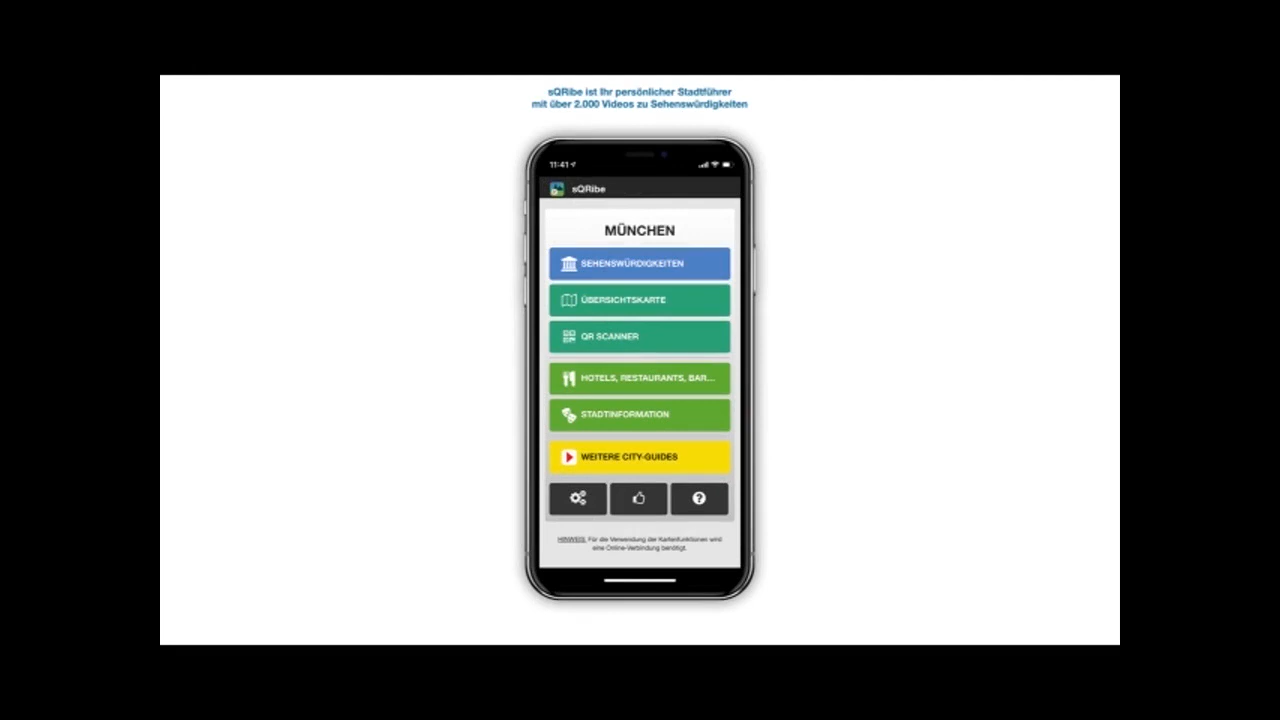 sQRibe ist Ihr persönlicher Stadtführer
mit über 2.000 Videos zu Sehenswürdigkeiten
11:41
sQRibe
MÜNCHEN
SEHENSWÜRDIGKEITEN
ÜBERSICHTSKARTE
QR SCANNER
HOTELS, RESTAURANTS, BAR...
STADTINFORMATION
WEITERE CITY-GUIDES
HINWEIS: Für die Verwendung der Kartenfunktionen wird
eine Online-Verbindung benötigt.